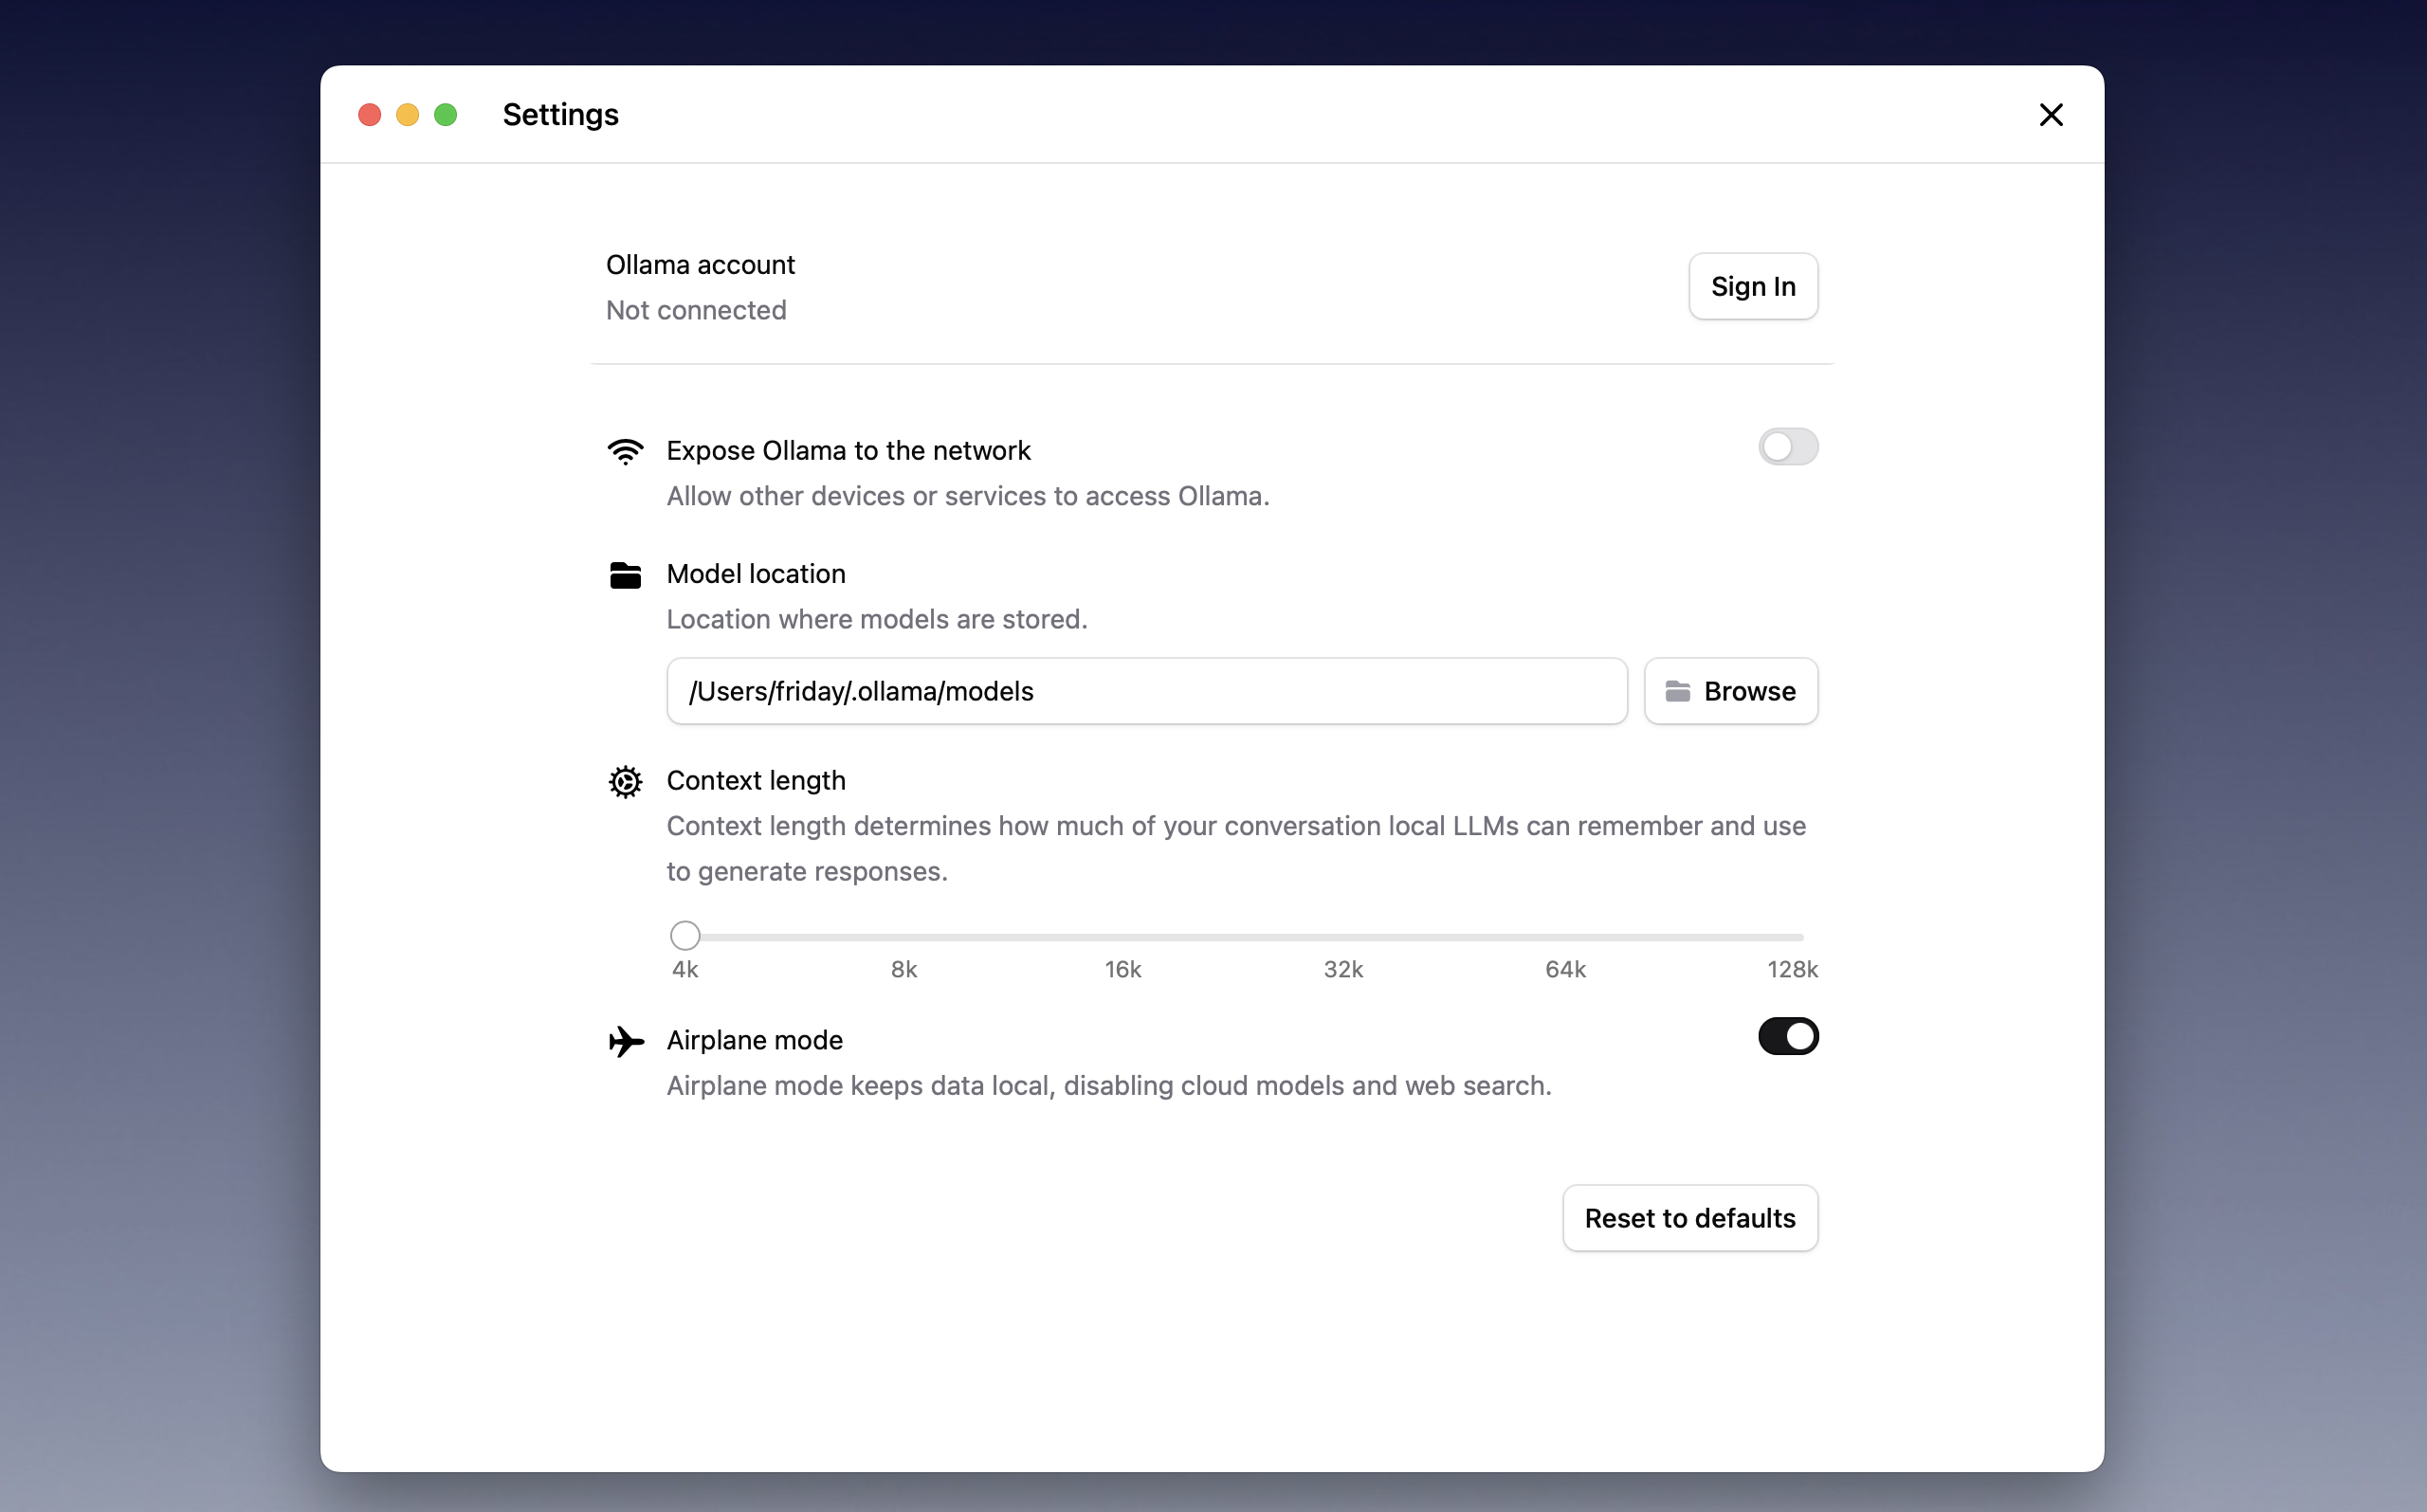 Settings
Ollama account
Not connected
Sign In
Expose Ollama to the network
Allow other devices or services to access Ollama.
Model location
Location where models are stored.
/Users/friday/.ollama/models
Browse
Context length
Context length determines how much of your conversation local LLMs can remember and use
to generate responses.
4k 8k 16k 32k 64k 128k
Airplane mode
Airplane mode keeps data local, disabling cloud models and web search.
Reset to defaults